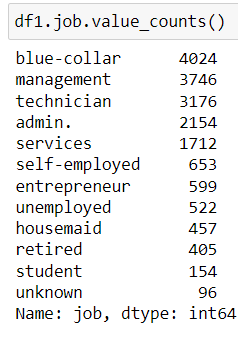 df1.job.value_counts()
blue-collar 4024
management 3746
technician 3176
admin. 2154
services 1712
self-employed 653
entrepreneur 599
unemployed 522
housemaid 457
retired 405
student 154
unknown 96
Name: job, dtype: int64